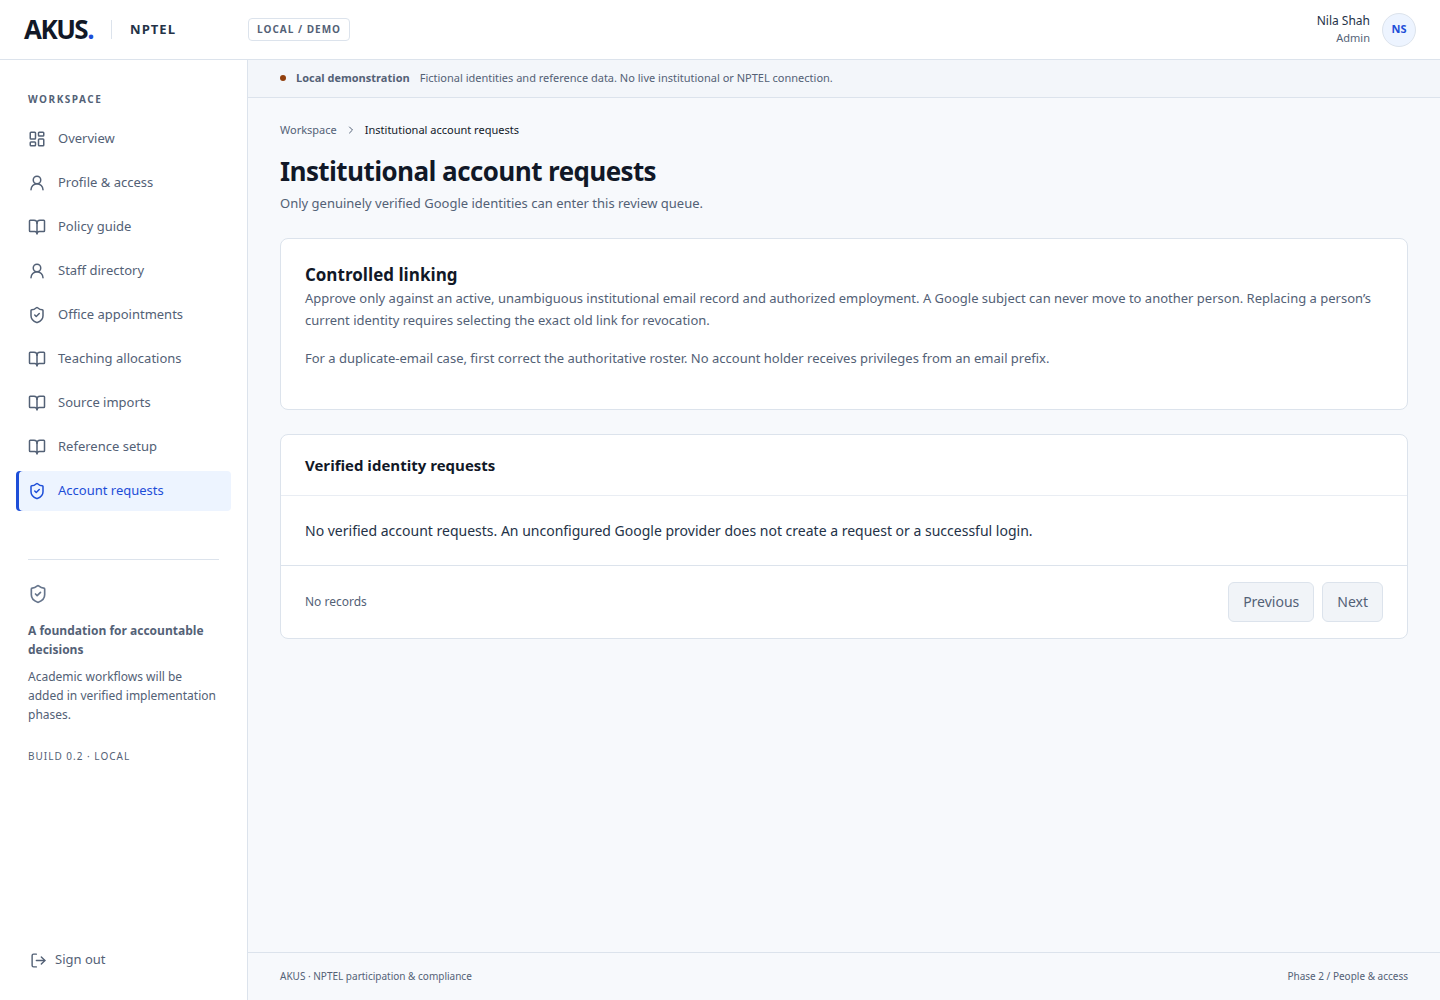 AKUS.
NPTEL
LOCAL / DEMO
Nila Shah
Admin
NS
WORKSPACE
Overview
Profile & access
Policy guide
Staff directory
Office appointments
Teaching allocations
Source imports
Reference setup
Account requests
A foundation for accountable
decisions
Academic workflows will be
added in verified implementation
phases.
BUILD 0.2 · LOCAL
Sign out
Local demonstration Fictional identities and reference data. No live institutional or NPTEL connection.
Workspace > Institutional account requests
Institutional account requests
Only genuinely verified Google identities can enter this review queue.
Controlled linking
Approve only against an active, unambiguous institutional email record and authorized employment. A Google subject can never move to another person. Replacing a person's
current identity requires selecting the exact old link for revocation.
For a duplicate-email case, first correct the authoritative roster. No account holder receives privileges from an email prefix.
Verified identity requests
No verified account requests. An unconfigured Google provider does not create a request or a successful login.
No records
Previous
Next
AKUS · NPTEL participation & compliance
Phase 2 / People & access